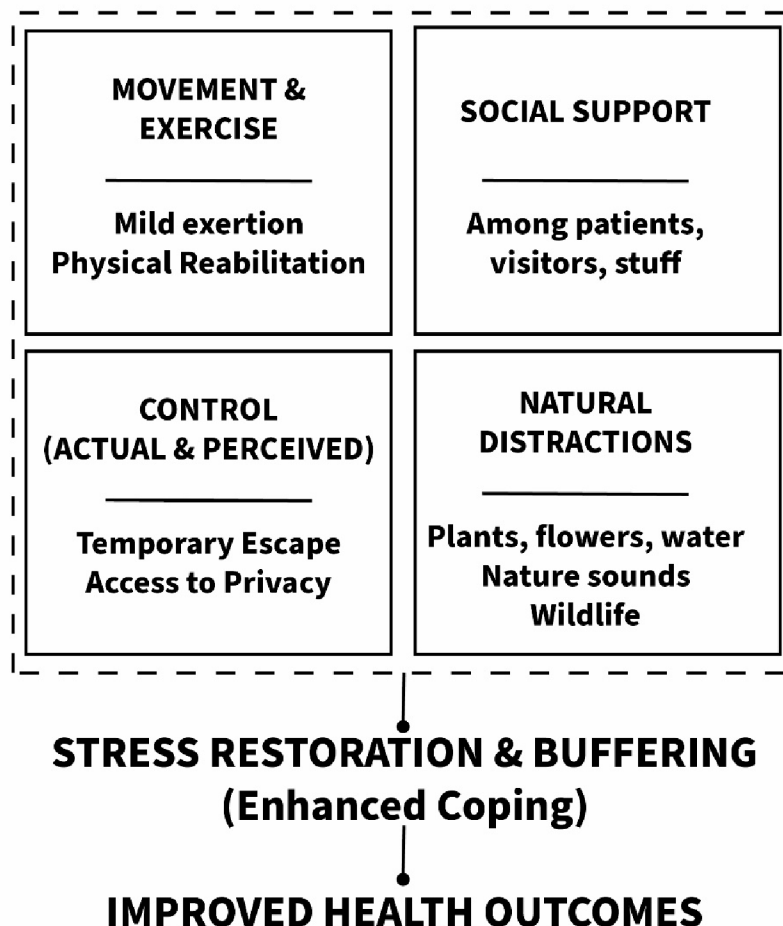 MOVEMENT &
EXERCISE
Mild exertion
Physical Reabilitation
SOCIAL SUPPORT
Among patients,
visitors, stuff
CONTROL
(ACTUAL & PERCEIVED)
Temporary Escape
Access to Privacy
NATURAL
DISTRACTIONS
Plants, flowers, water
Nature sounds
Wildlife
STRESS RESTORATION & BUFFERING
(Enhanced Coping)
IMPROVED HEALTH OUTCOMES